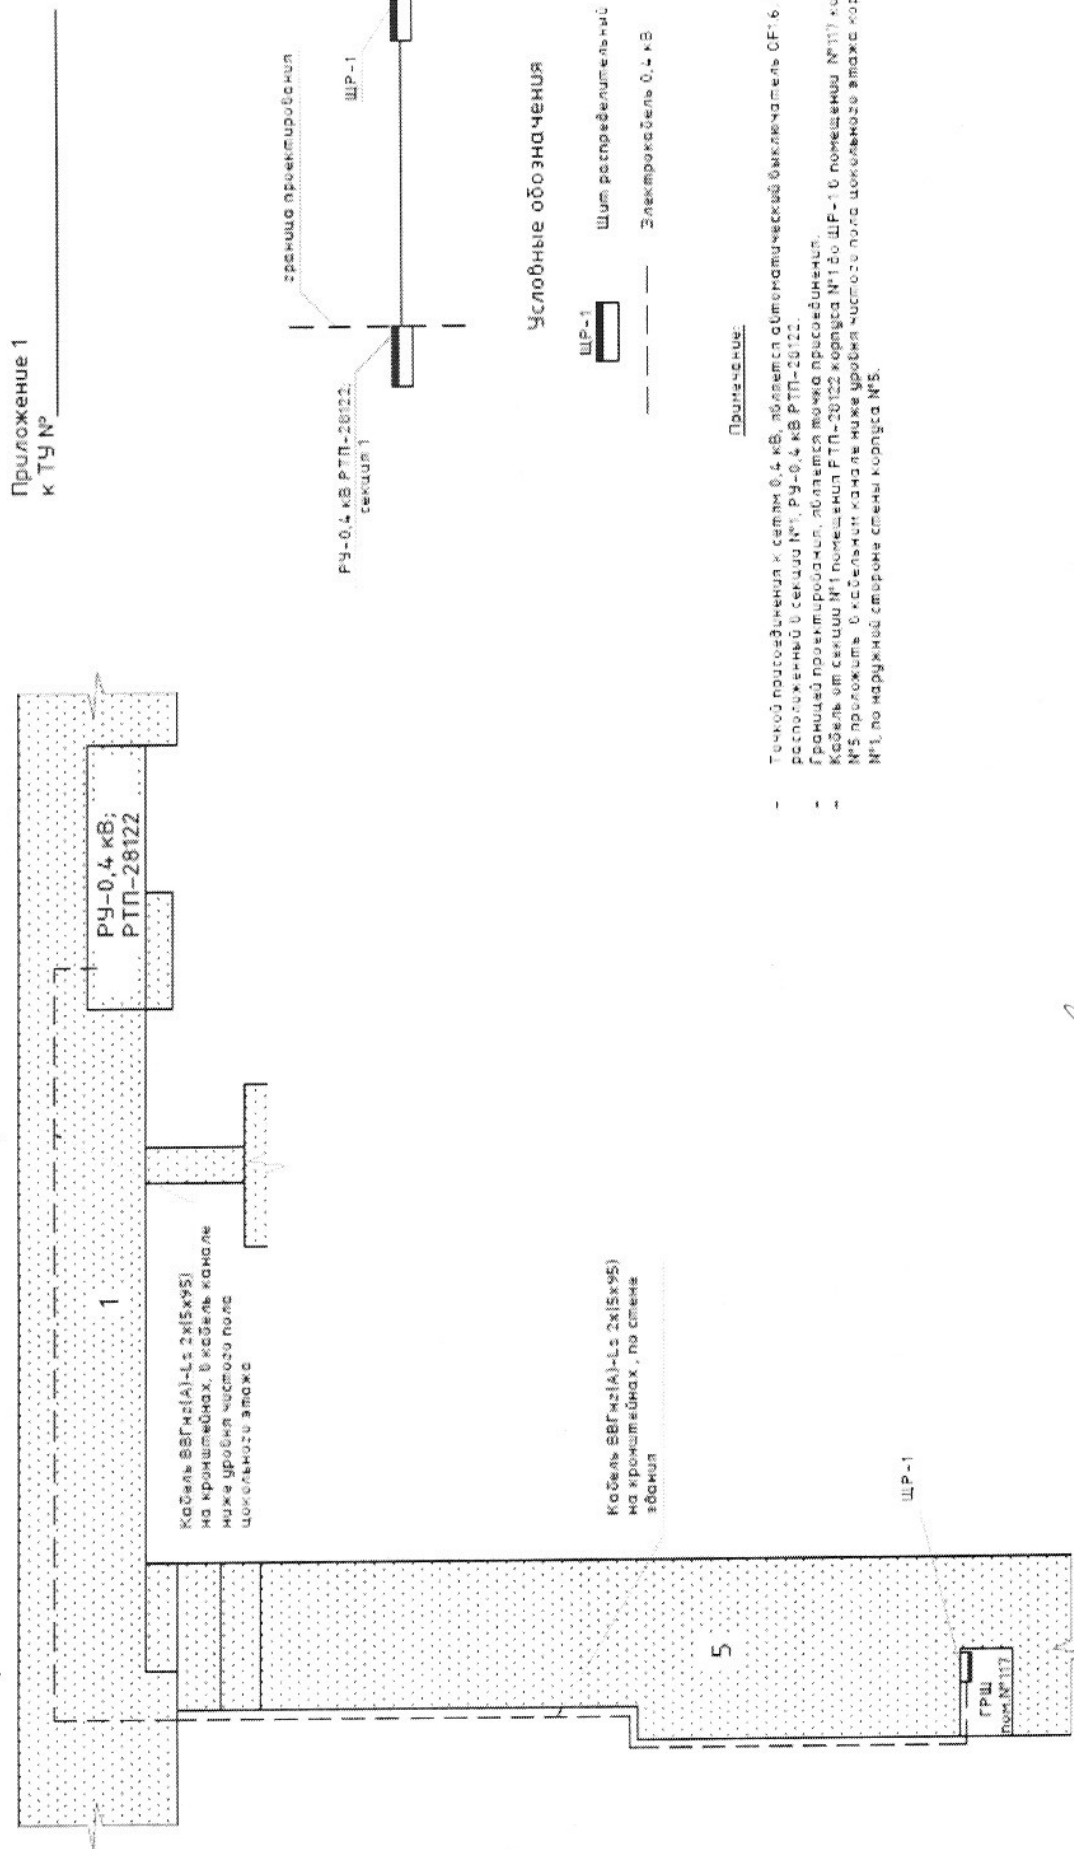 Приложение 1
к ТУ №
граница проектирования
РУ-0,4 кВ РТП-28122,
секция 1
ЩР-1
Условные обозначения
ЩР-1
Щит распределительный
Электрокабель 0,4 кВ
РУ-0,4 кВ;
РТП-28122
1
Кабель ВВГнг(А)-Ls 2х(5х95)
на кронштейнах, в кабель канале
ниже уровня чистого пола
цокольного этажа
Кабель ВВГнг(А)-Ls 2х(5х95)
на кронштейнах, по стене
здания
5
ЩР-1
ГРЩ
пом.№117
Примечание:
- Точкой присоединения к сетям 0,4 кВ, является автоматический выключатель QF1.6.
расположенный в секции №1, РУ-0,4 кВ РТП-28122.
- Границей проектирования, является точка присоединения.
- Кабель от секции №1 помещения РТП-28122 корпуса №1 до ЩР-1 в помещении №117
№5 проложить в кабельном канале ниже уровня чистого пола цокольного этажа
№1, по наружной стороне стены корпуса №5.